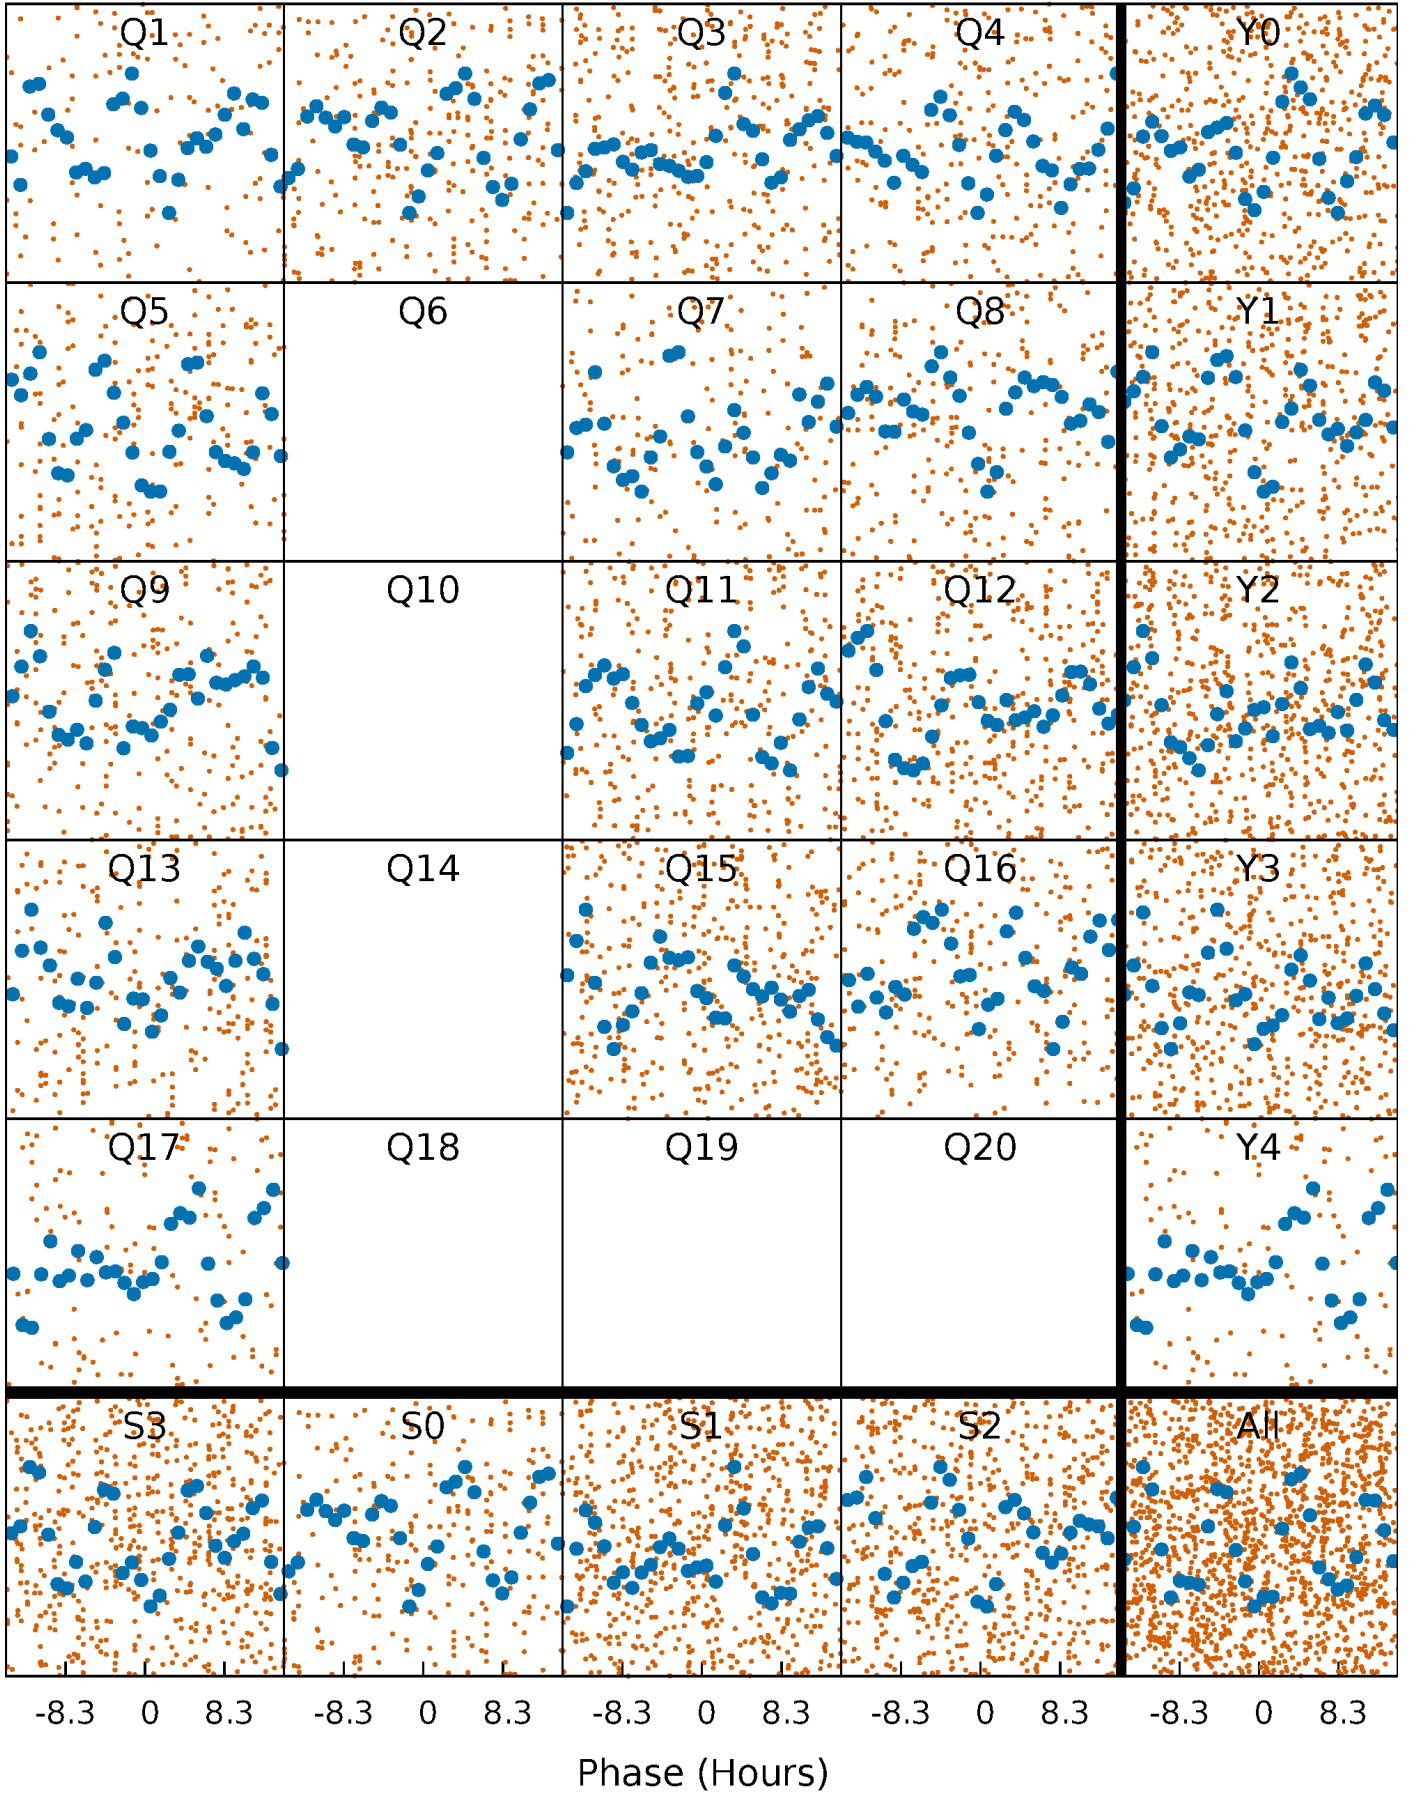 Q1 Q2 Q3 Q4 Y0
Q5 Q6 Q7 Q8 Y1
Q9 Q10 Q11 Q12 Y2
Q13 Q14 Q15 Q16 Y3
Q17 Q18 Q19 Q20 Y4
S3 S0 S1 S2 All
-8.3 0 8.3 -8.3 0 8.3 -8.3 0 8.3 -8.3 0 8.3 -8.3 0 8.3
Phase (Hours)